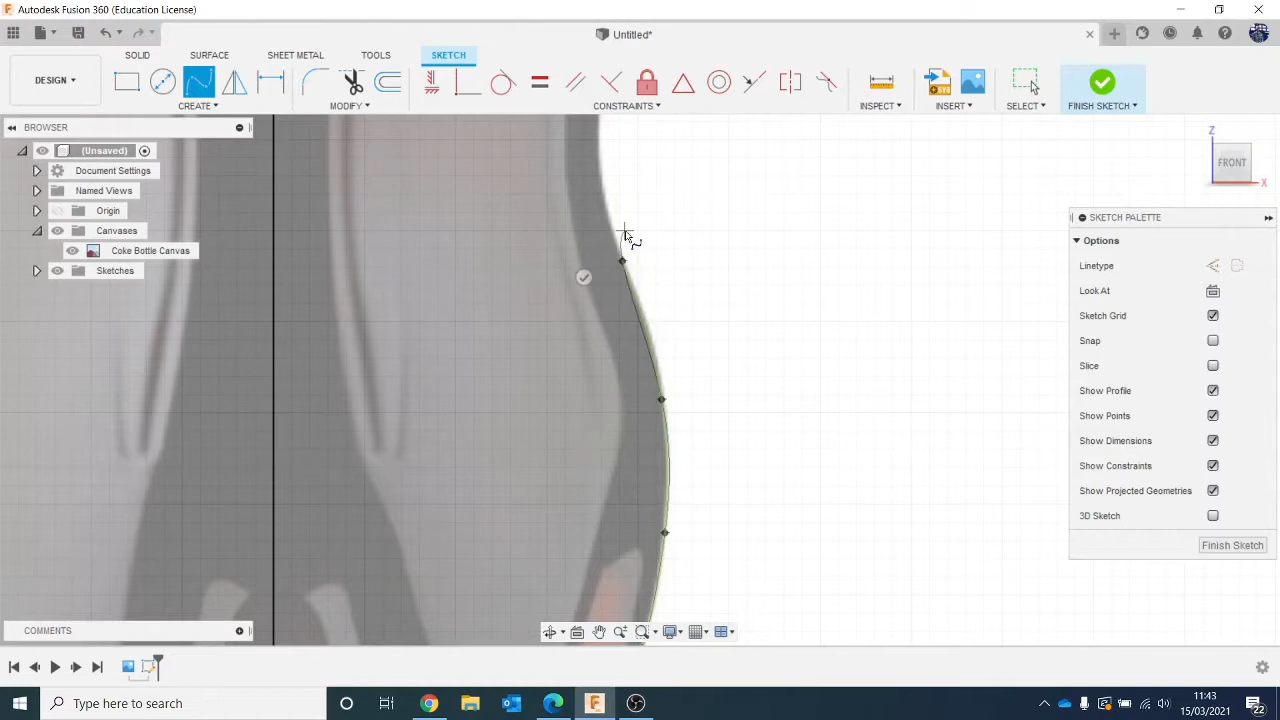 Autodesk Fusion 360 (Education License)
Untitled*
SOLID SURFACE SHEET METAL TOOLS SKETCH
DESIGN
CREATE MODIFY CONSTRAINTS INSPECT INSERT SELECT FINISH SKETCH
SVG
BROWSER
(Unsaved)
Document Settings
Named Views
Origin
Canvases
Coke Bottle Canvas
Sketches
Z
FRONT
X
SKETCH PALETTE
Options
Linetype
Look At
Sketch Grid
Snap
Slice
Show Profile
Show Points
Show Dimensions
Show Constraints
Show Projected Geometries
3D Sketch
Finish Sketch
COMMENTS
Type here to search
11:43
15/03/2021
22